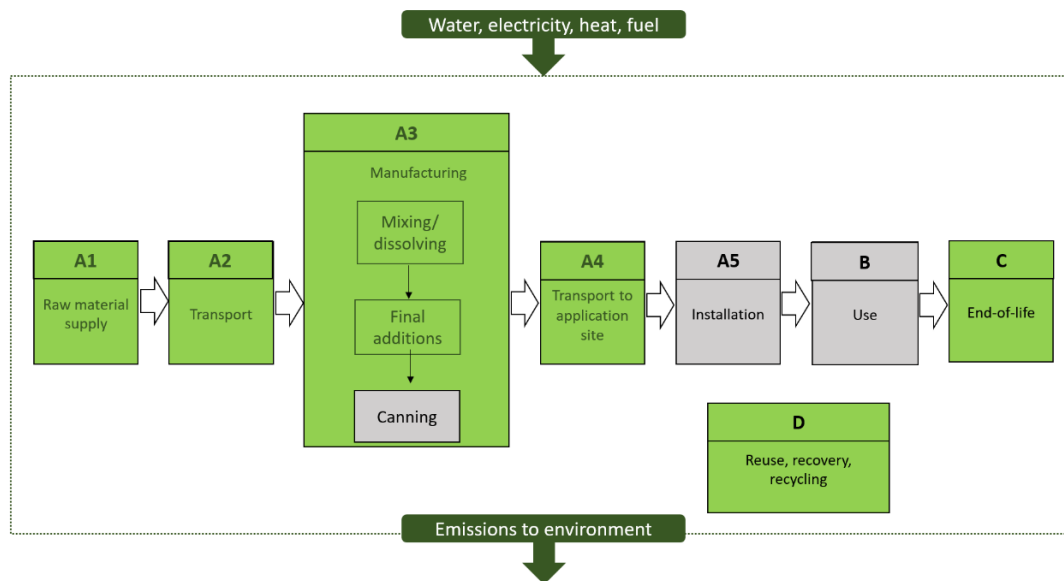 Water, electricity, heat, fuel
A3
Manufacturing
Mixing/
dissolving
Final
additions
Canning
A1
Raw material
supply
A2
Transport
A4
Transport to
application
site
A5
Installation
B
Use
C
End-of-life
D
Reuse, recovery,
recycling
Emissions to environment